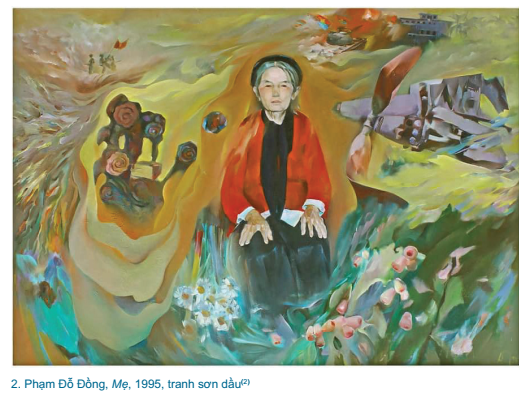 2. Phạm Đỗ Đồng, Mẹ, 1995, tranh sơn dầu(2)